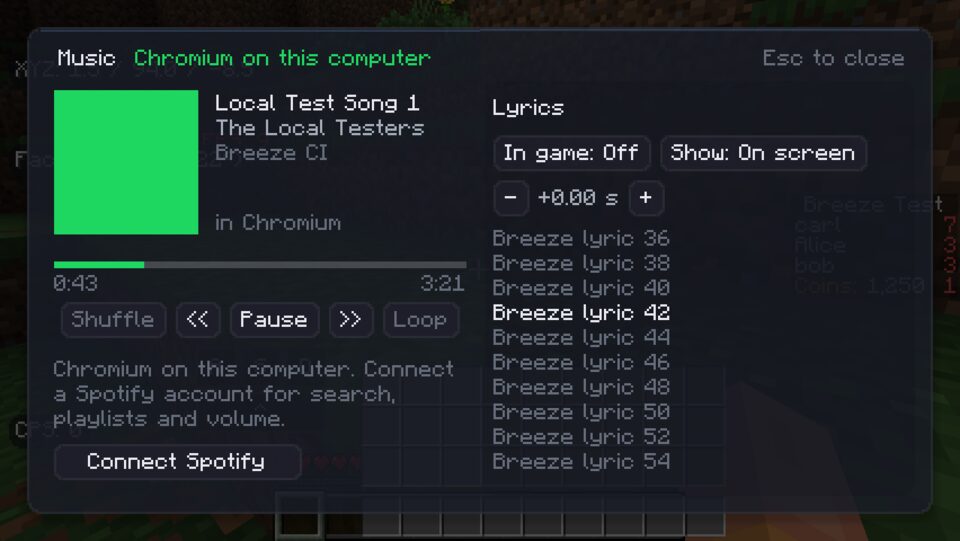 Music Chromium on this computer
Esc to close
Local Test Song 1
The Local Testers
Breeze CI
in Chromium
0:43
3:21
Shuffle
<<
Pause
>>
Loop
Chromium on this computer. Connect
a Spotify account for search,
playlists and volume.
Connect Spotify
Lyrics
In game: Off
Show: On screen
- +0.00 s +
Breeze lyric 36
Breeze lyric 38
Breeze lyric 40
Breeze lyric 42
Breeze lyric 44
Breeze lyric 46
Breeze lyric 48
Breeze lyric 50
Breeze lyric 52
Breeze lyric 54
Breeze Test
carl 7
Alice 3
bob 3
Coins: 1,250 1